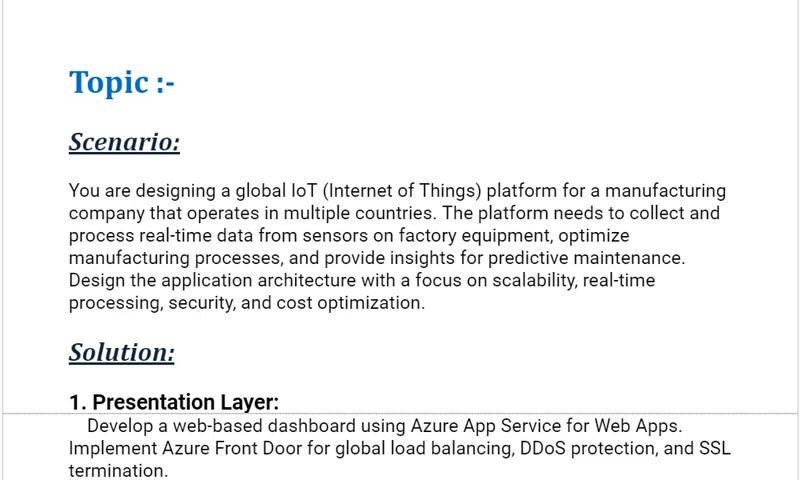 Topic :-
Scenario:
You are designing a global IoT (Internet of Things) platform for a manufacturing
company that operates in multiple countries. The platform needs to collect and
process real-time data from sensors on factory equipment, optimize
manufacturing processes, and provide insights for predictive maintenance.
Design the application architecture with a focus on scalability, real-time
processing, security, and cost optimization.
Solution:
1. Presentation Layer:
Develop a web-based dashboard using Azure App Service for Web Apps.
Implement Azure Front Door for global load balancing, DDoS protection, and SSL
termination.